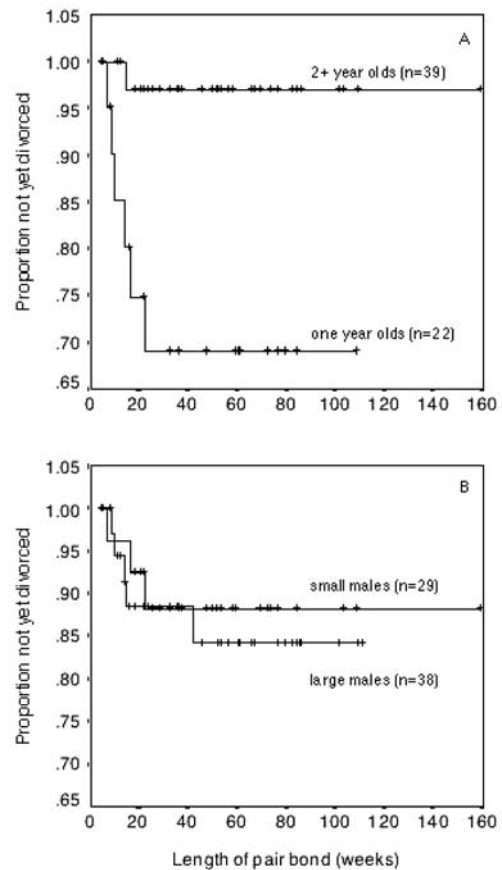 1.05
A
1.00
2+ year olds (n=39)
.95
.90
.85
.80
.75
.70
one year olds (n=22)
.65
0 20 40 60 80 100 120 140 160
Proportion not yet divorced
1.05
B
1.00
.95
.90
small males (n=29)
.85
.80
large males (n=38)
.75
.70
.65
0 20 40 60 80 100 120 140 160
Proportion not yet divorced
Length of pair bond (weeks)